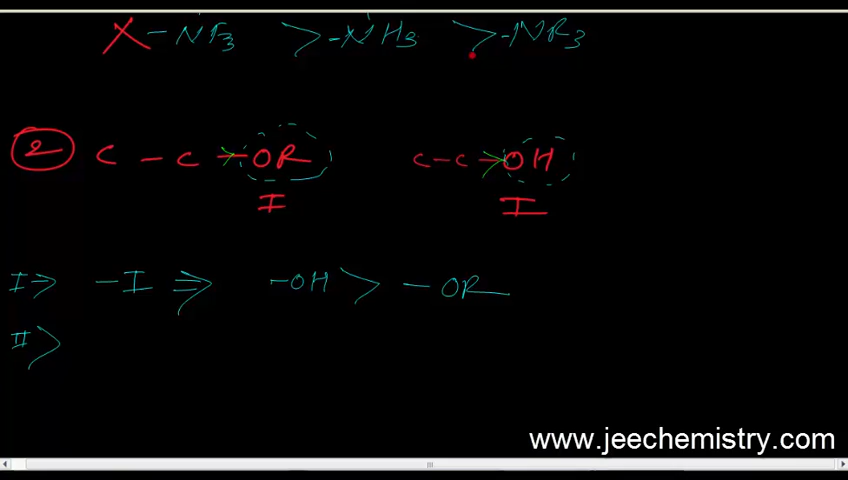 X -NF3 > -NH3 > -NR3
2 C - C - OR C-C-OH
I I
I ⇒ -I ⇒ -OH > -OR
II ⇒
www.jeechemistry.com